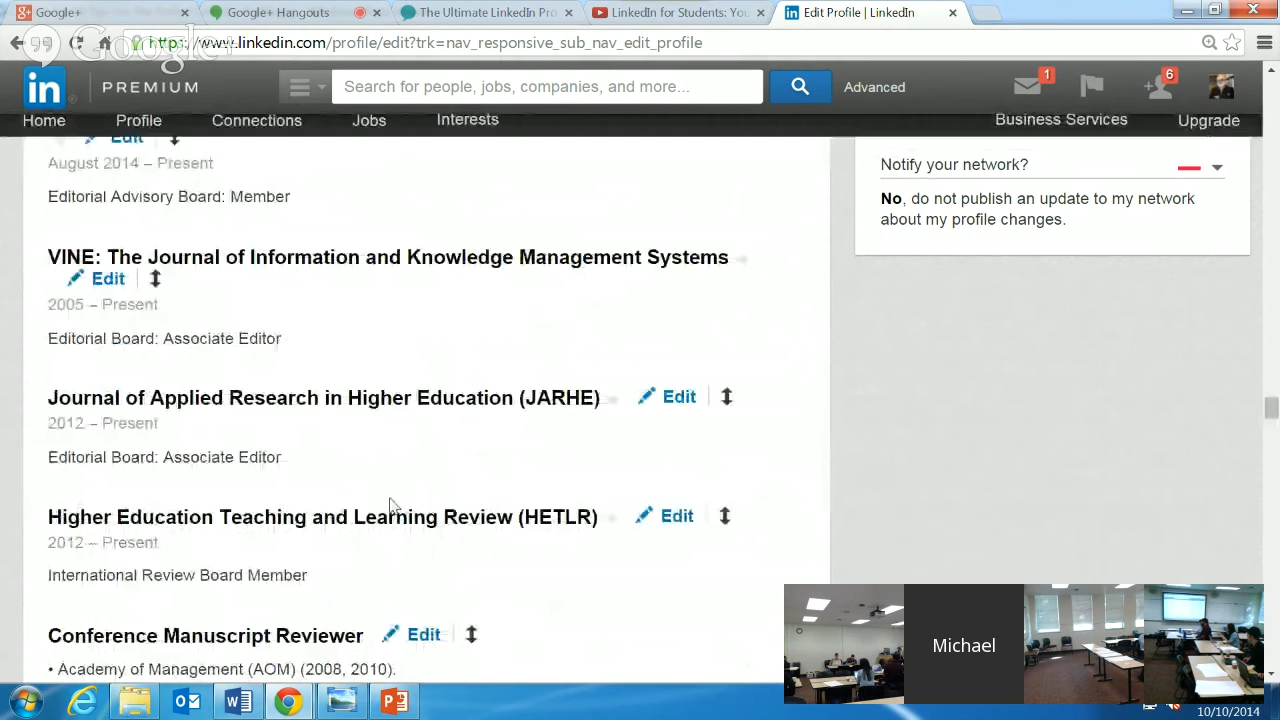 Google+
Google+ Hangouts
The Ultimate LinkedIn Pro
LinkedIn for Students: You
Edit Profile | LinkedIn
https://www.linkedin.com/profile/edit?trk=nav_responsive_sub_nav_edit_profile
Google+
in PREMIUM
Search for people, jobs, companies, and more...
Advanced
1
6
Home Profile Connections Jobs Interests Business Services Upgrade
Edit
August 2014 – Present
Editorial Advisory Board: Member
VINE: The Journal of Information and Knowledge Management Systems
Edit
2005 – Present
Editorial Board: Associate Editor
Journal of Applied Research in Higher Education (JARHE) Edit
2012 – Present
Editorial Board: Associate Editor
Higher Education Teaching and Learning Review (HETLR) Edit
2012 – Present
International Review Board Member
Conference Manuscript Reviewer Edit
• Academy of Management (AOM) (2008, 2010).
Notify your network?
No, do not publish an update to my network
about my profile changes.
Michael
10/10/2014